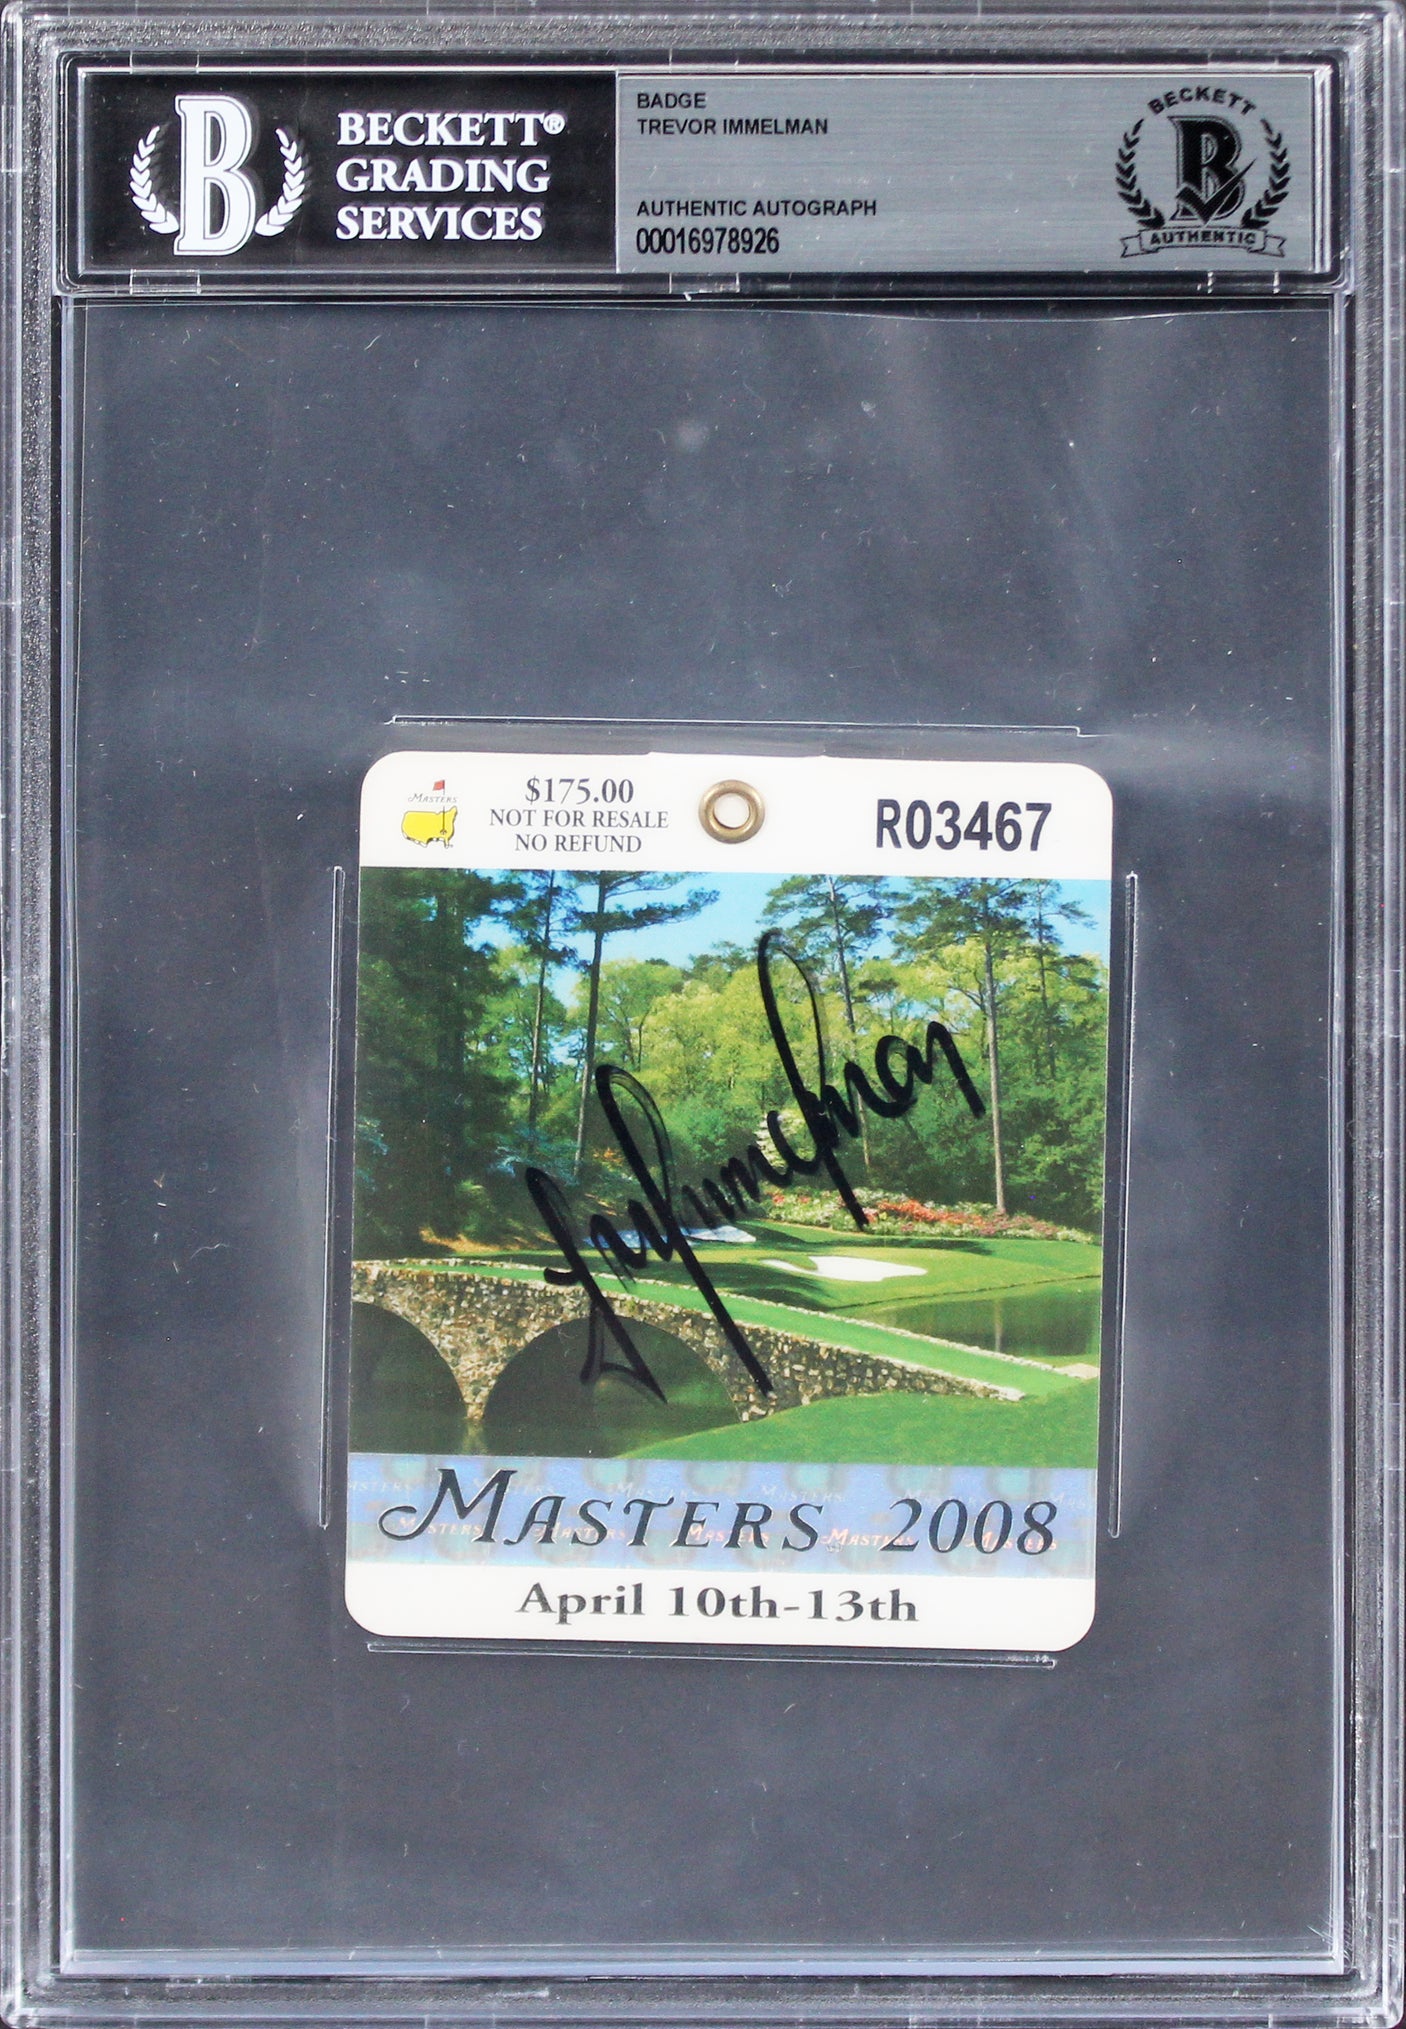 B
BECKETT®
GRADING
SERVICES
BADGE
TREVOR IMMELMAN
AUTHENTIC AUTOGRAPH
00016978926
BECKETT
B
AUTHENTIC
MASTERS
$175.00
NOT FOR RESALE
NO REFUND
R03467
MASTERS 2008
April 10th-13th